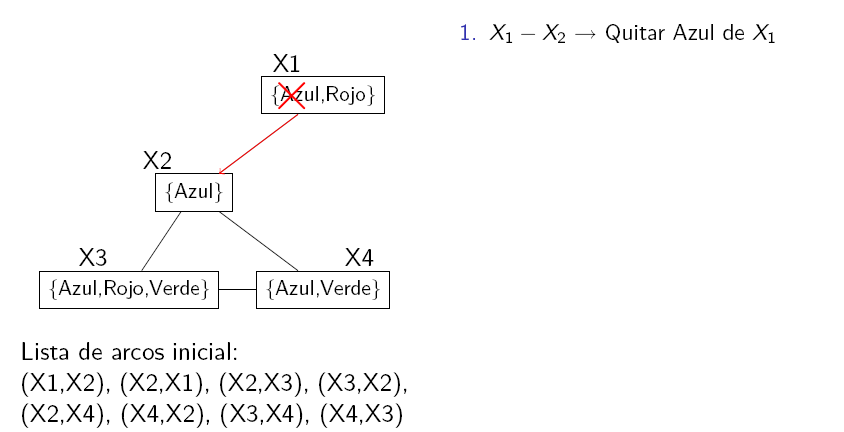 1. X₁ − X₂ → Quitar Azul de X₁
X1
{Azul,Rojo}
X2
{Azul}
X3
X4
{Azul,Rojo,Verde}
{Azul,Verde}
Lista de arcos inicial:
(X1,X2), (X2,X1), (X2,X3), (X3,X2),
(X2,X4), (X4,X2), (X3,X4), (X4,X3)